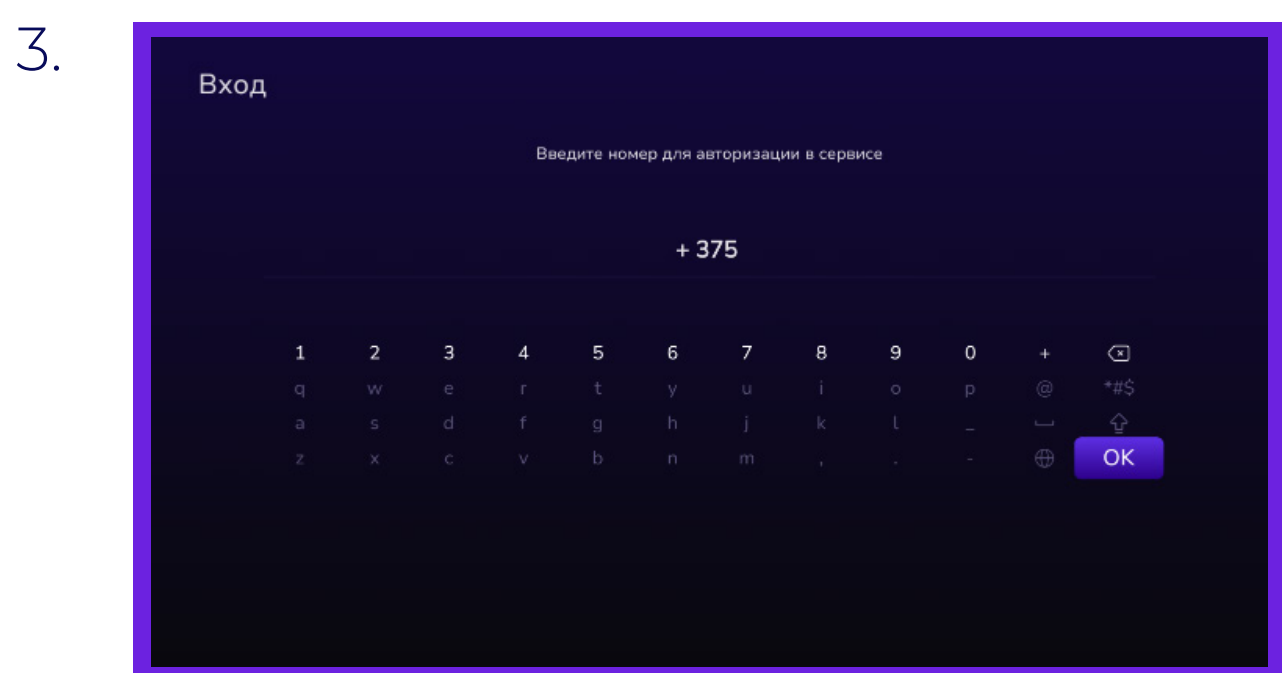 3.
Вход
Введите номер для авторизации в сервисе
+ 375
1 2 3 4 5 6 7 8 9 0 +
q w e r t y u i o p @ *#$
a s d f g h j k l _
z x c v b n m , . - OK